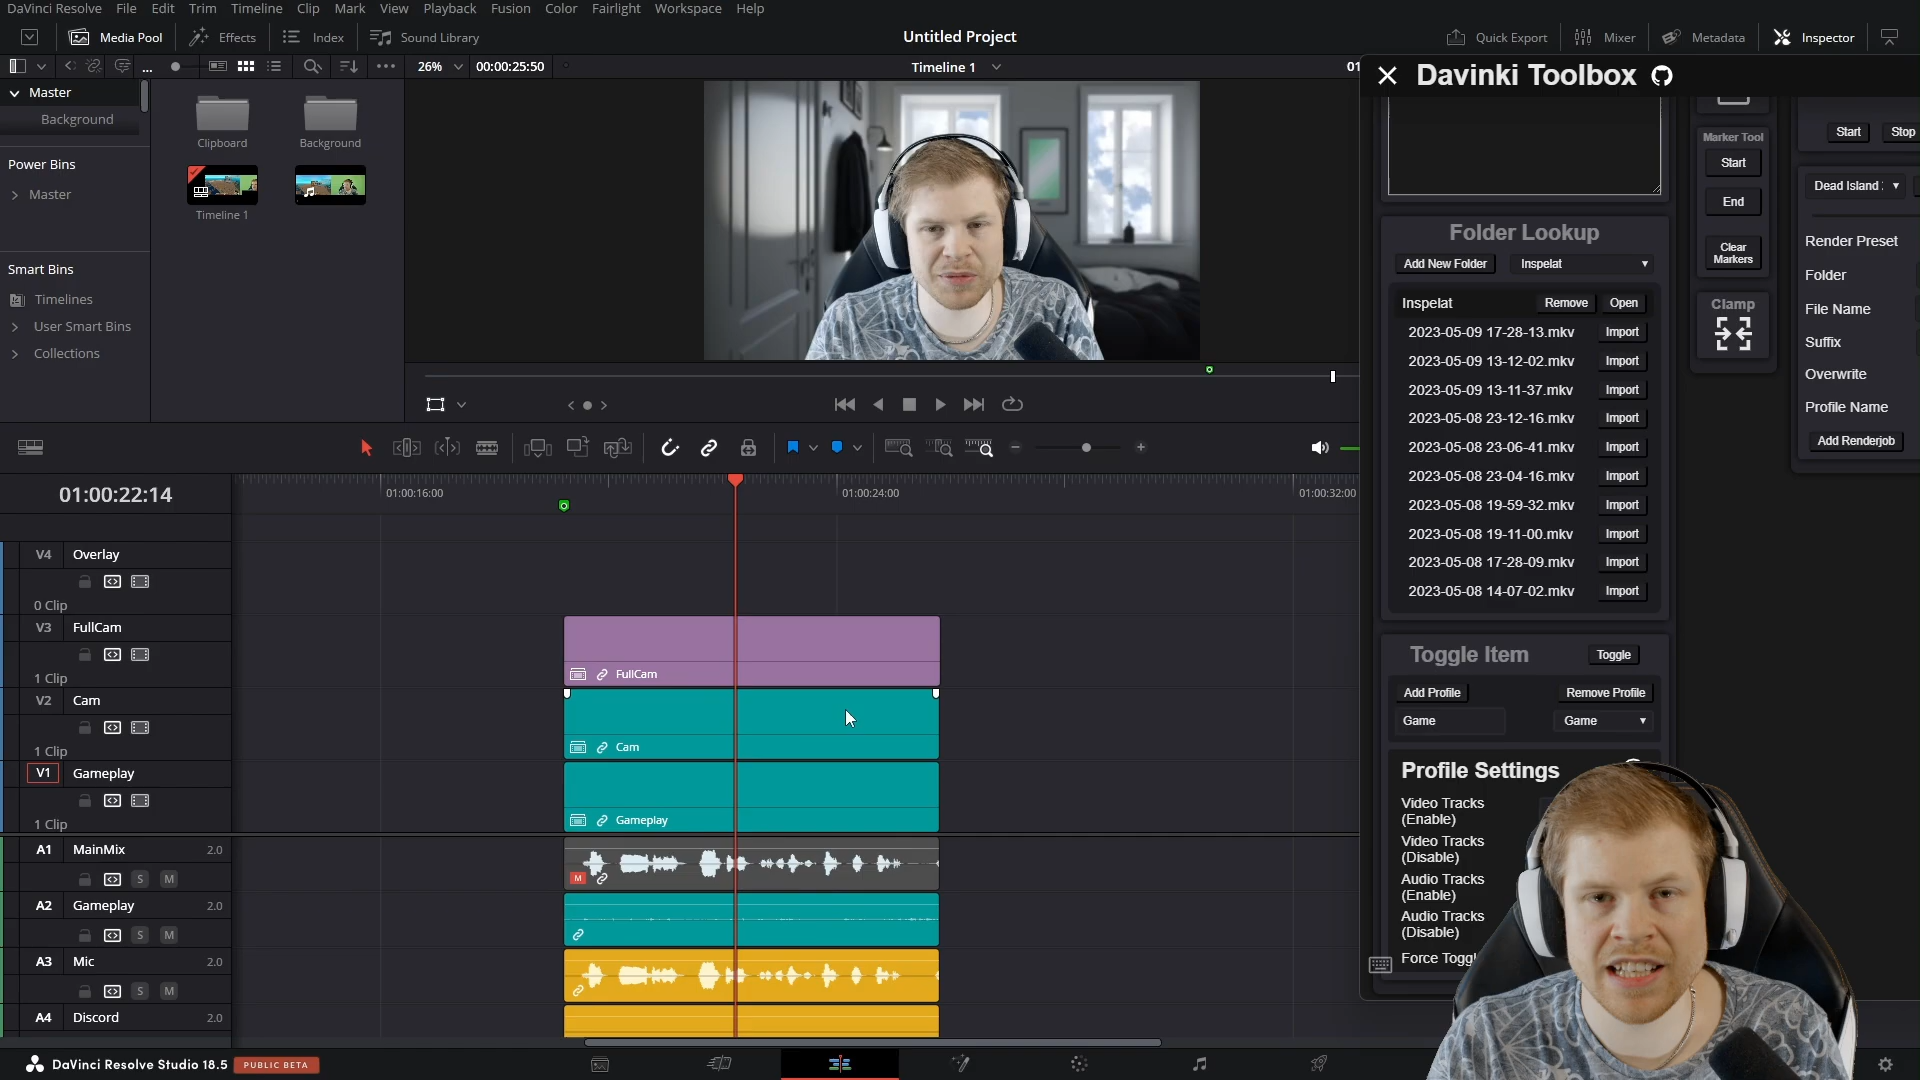 DaVinci Resolve File Edit Trim Timeline Clip Mark View Playback Fusion Color Fairlight Workspace Help
Media Pool Effects Index Sound Library
Untitled Project
Quick Export Mixer Metadata Inspector
26% 00:00:25:50
Timeline 1
01
Davinki Toolbox
Master
Background
Power Bins
Master
Smart Bins
Timelines
User Smart Bins
Collections
Clipboard
Background
Timeline 1
Start Stop
Marker Tool
Start
End
Clear
Markers
Clamp
Dead Island
Render Preset
Folder
File Name
Suffix
Overwrite
Profile Name
Add Renderjob
Folder Lookup
Add New Folder Inspelat
Inspelat Remove Open
2023-05-09 17-28-13.mkv Import
2023-05-09 13-12-02.mkv Import
2023-05-09 13-11-37.mkv Import
2023-05-08 23-12-16.mkv Import
2023-05-08 23-06-41.mkv Import
2023-05-08 23-04-16.mkv Import
2023-05-08 19-59-32.mkv Import
2023-05-08 19-11-00.mkv Import
2023-05-08 17-28-09.mkv Import
2023-05-08 14-07-02.mkv Import
Toggle Item Toggle
Add Profile Remove Profile
Game Game
Profile Settings
Video Tracks
(Enable)
Video Tracks
(Disable)
Audio Tracks
(Enable)
Audio Tracks
(Disable)
Force Toggl
01:00:22:14
01:00:16:00 01:00:24:00 01:00:32:00
V4 Overlay
0 Clip
V3 FullCam
1 Clip
FullCam
V2 Cam
1 Clip
Cam
V1 Gameplay
1 Clip
Gameplay
A1 MainMix 2.0
S M
M
A2 Gameplay 2.0
S M
A3 Mic 2.0
S M
A4 Discord 2.0
DaVinci Resolve Studio 18.5 PUBLIC BETA